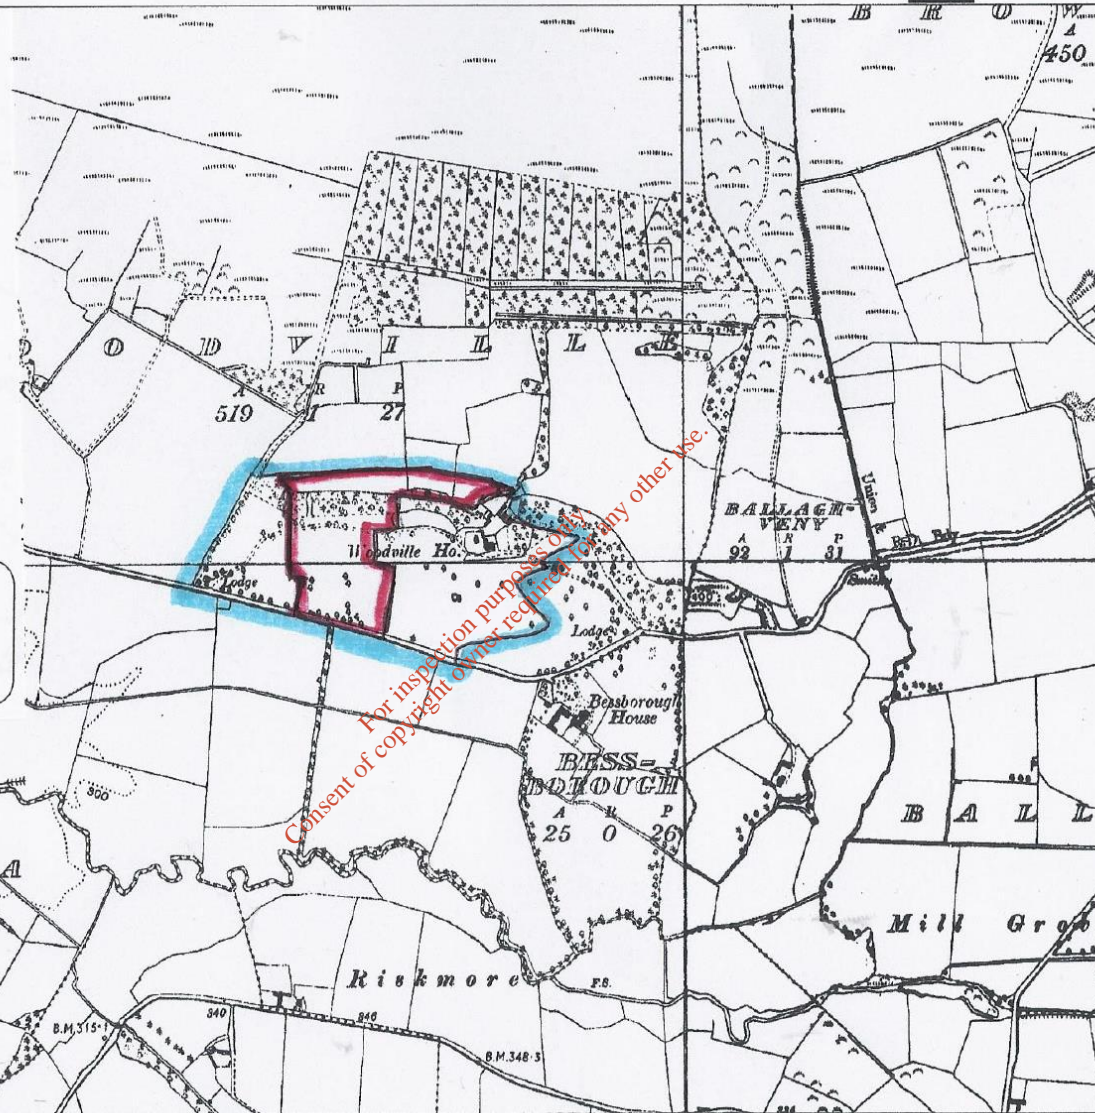 B R O W
A
450
O D V I L L E
A R P
519 1 27
BALLAGH-
VENY
A R P
92 1 31
Union
Bdy
Woodville Ho.
Lodge
Smithy
Lodge
Bessborough
House
BESS-
BOROUGH
A R P
25 0 26
300
B A L L
A
Mill Gro
Riskmore
F.B.
340
346
B.M.315·1
B.M.348·3
For inspection purposes only.
Consent of copyright owner required for any other use.